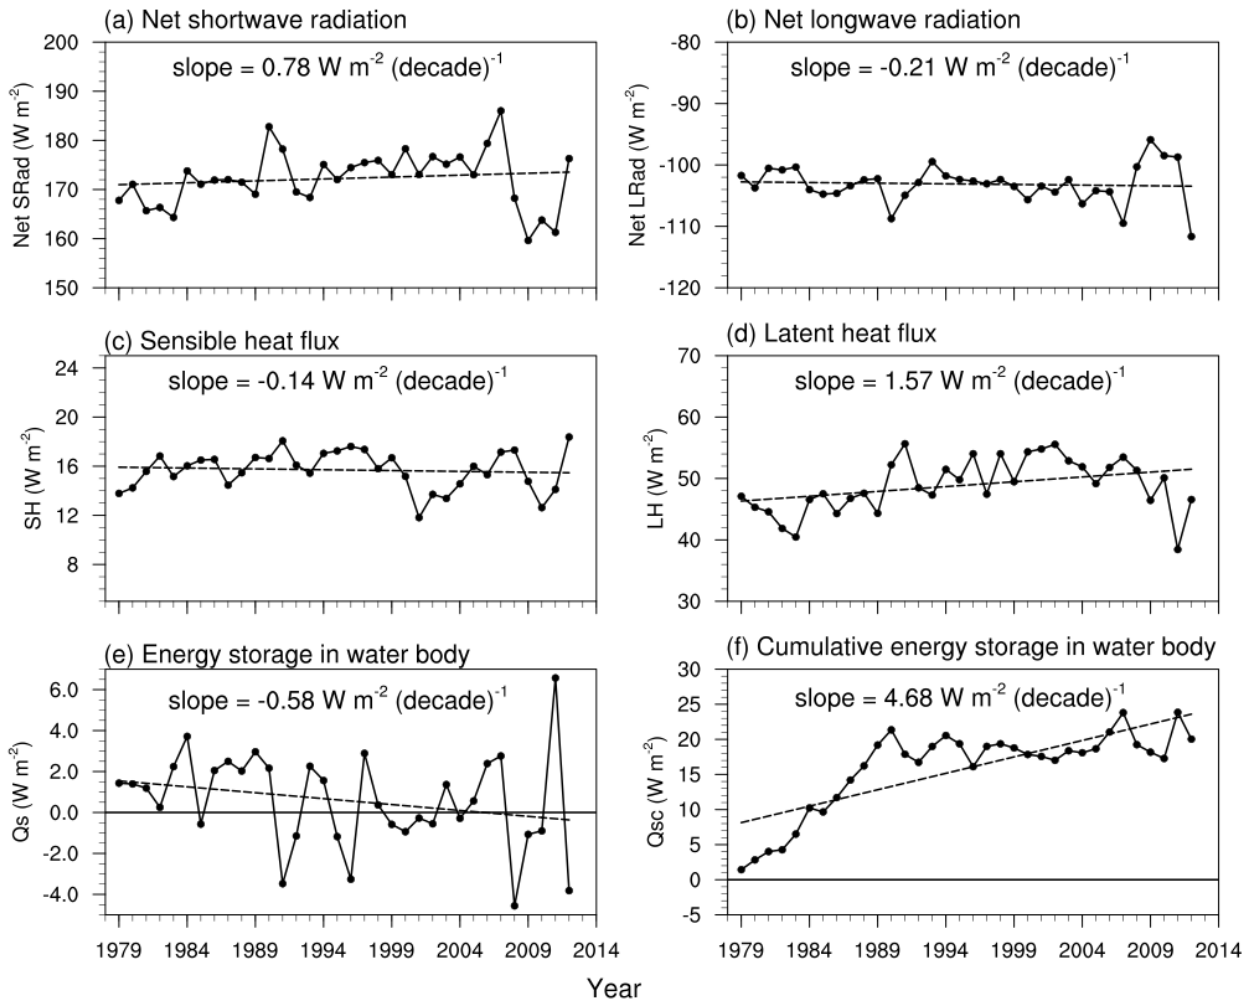 (a) Net shortwave radiation
slope = 0.78 W m⁻² (decade)⁻¹
Net SRad (W m⁻²)
200
190
180
170
160
150
(b) Net longwave radiation
slope = -0.21 W m⁻² (decade)⁻¹
Net LRad (W m⁻²)
-80
-90
-100
-110
-120
(c) Sensible heat flux
slope = -0.14 W m⁻² (decade)⁻¹
SH (W m⁻²)
24
20
16
12
8
(d) Latent heat flux
slope = 1.57 W m⁻² (decade)⁻¹
LH (W m⁻²)
70
60
50
40
30
(e) Energy storage in water body
slope = -0.58 W m⁻² (decade)⁻¹
Qs (W m⁻²)
6.0
4.0
2.0
0.0
-2.0
-4.0
1979 1984 1989 1994 1999 2004 2009 2014
(f) Cumulative energy storage in water body
slope = 4.68 W m⁻² (decade)⁻¹
Qsc (W m⁻²)
30
25
20
15
10
5
0
-5
1979 1984 1989 1994 1999 2004 2009 2014
Year